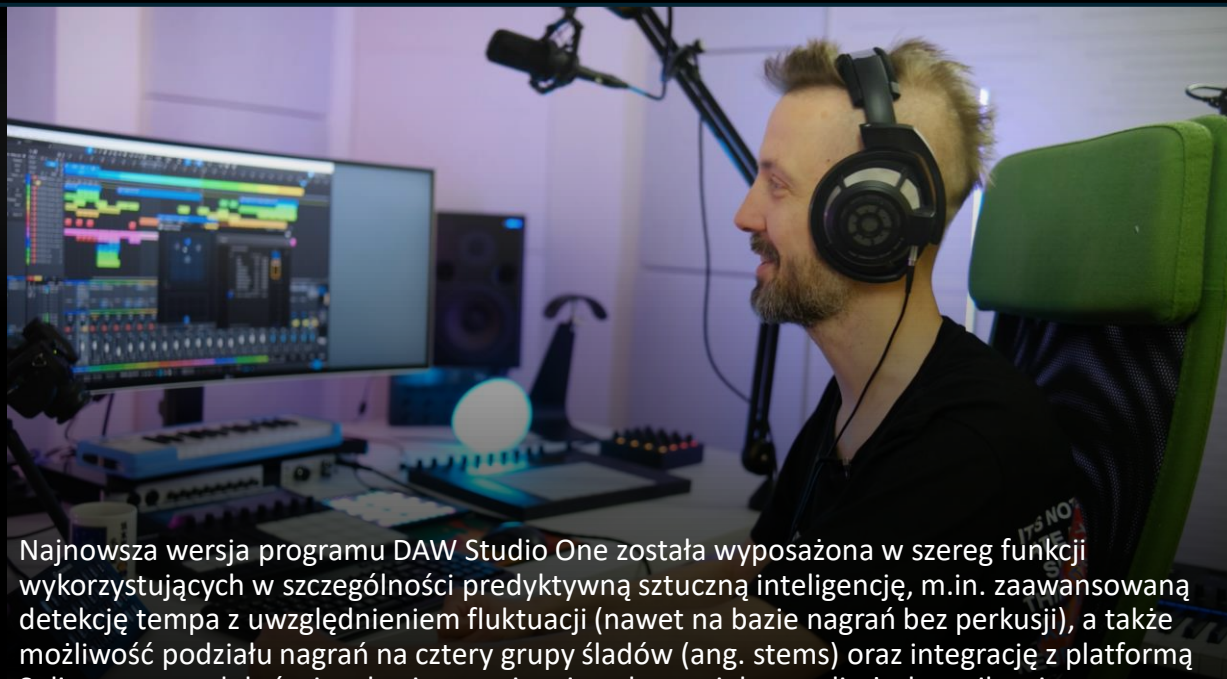 IT'S NO
Najnowsza wersja programu DAW Studio One została wyposażona w szereg funkcji
wykorzystujących w szczególności predyktywną sztuczną inteligencję, m.in. zaawansowaną
detekcję tempa z uwzględnieniem fluktuacji (nawet na bazie nagrań bez perkusji), a także
możliwość podziału nagrań na cztery grupy śladów (ang. stems) oraz integrację z platformą